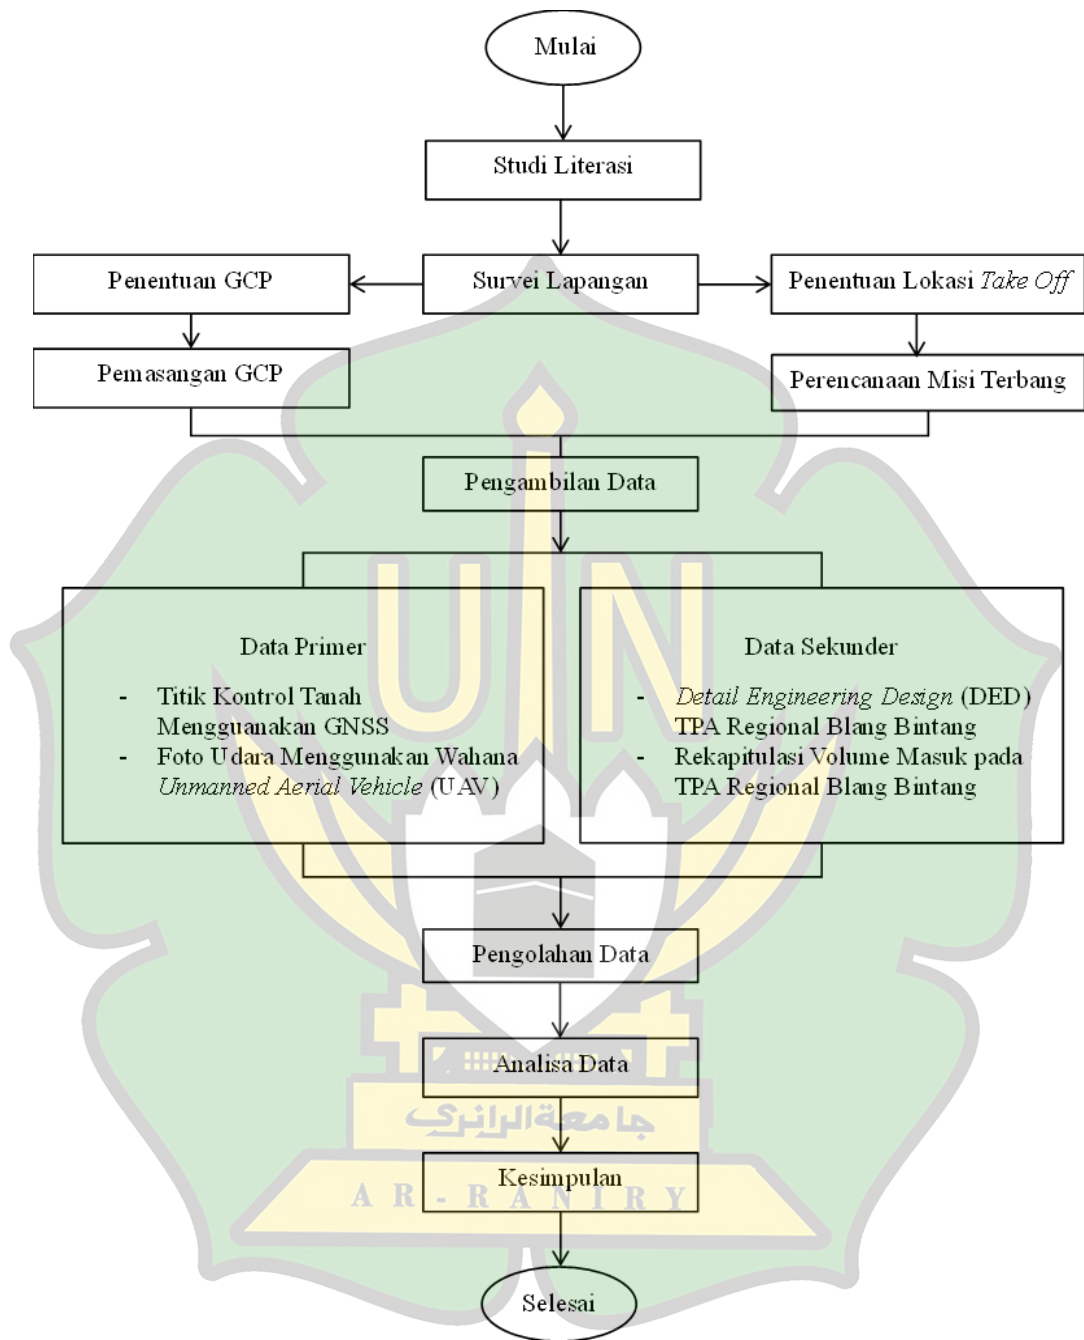 Mulai
Studi Literasi
Penentuan GCP
Survei Lapangan
Penentuan Lokasi Take Off
Pemasangan GCP
Perencanaan Misi Terbang
Pengambilan Data
Data Primer
- Titik Kontrol Tanah
Mengguanakan GNSS
- Foto Udara Menggunakan Wahana
Unmanned Aerial Vehicle (UAV)
Data Sekunder
- Detail Engineering Design (DED)
TPA Regional Blang Bintang
- Rekapitulasi Volume Masuk pada
TPA Regional Blang Bintang
UIN
Pengolahan Data
Analisa Data
جامعة الرانري
Kesimpulan
AR-RANIRY
Selesai